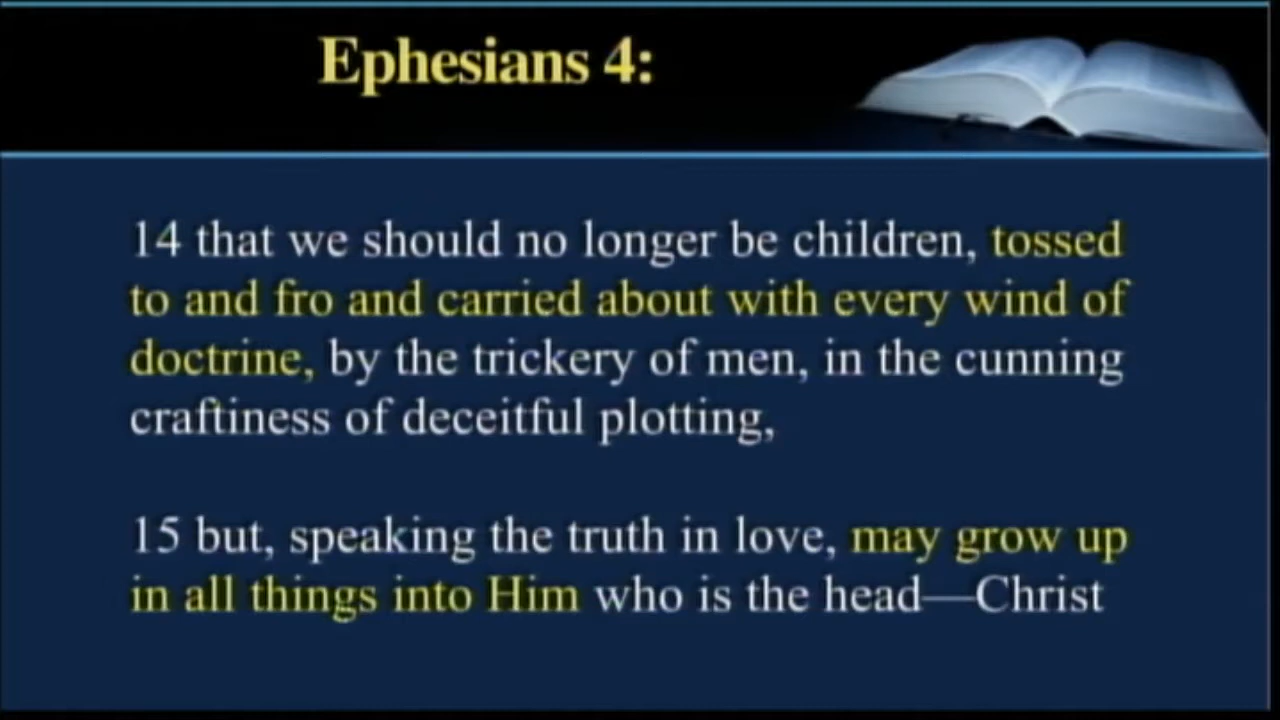 Ephesians 4:
14 that we should no longer be children, tossed
to and fro and carried about with every wind of
doctrine, by the trickery of men, in the cunning
craftiness of deceitful plotting,
15 but, speaking the truth in love, may grow up
in all things into Him who is the head—Christ